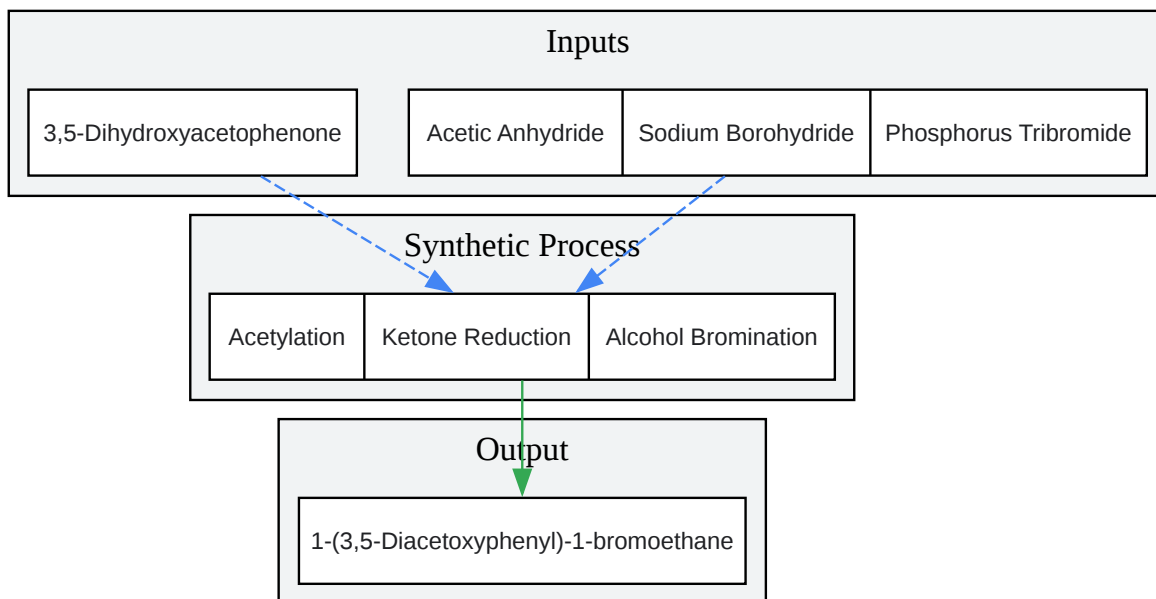 Inputs
3,5-Dihydroxyacetophenone
Acetic Anhydride
Sodium Borohydride
Phosphorus Tribromide
Synthetic Process
Acetylation
Ketone Reduction
Alcohol Bromination
Output
1-(3,5-Diacetoxyphenyl)-1-bromoethane